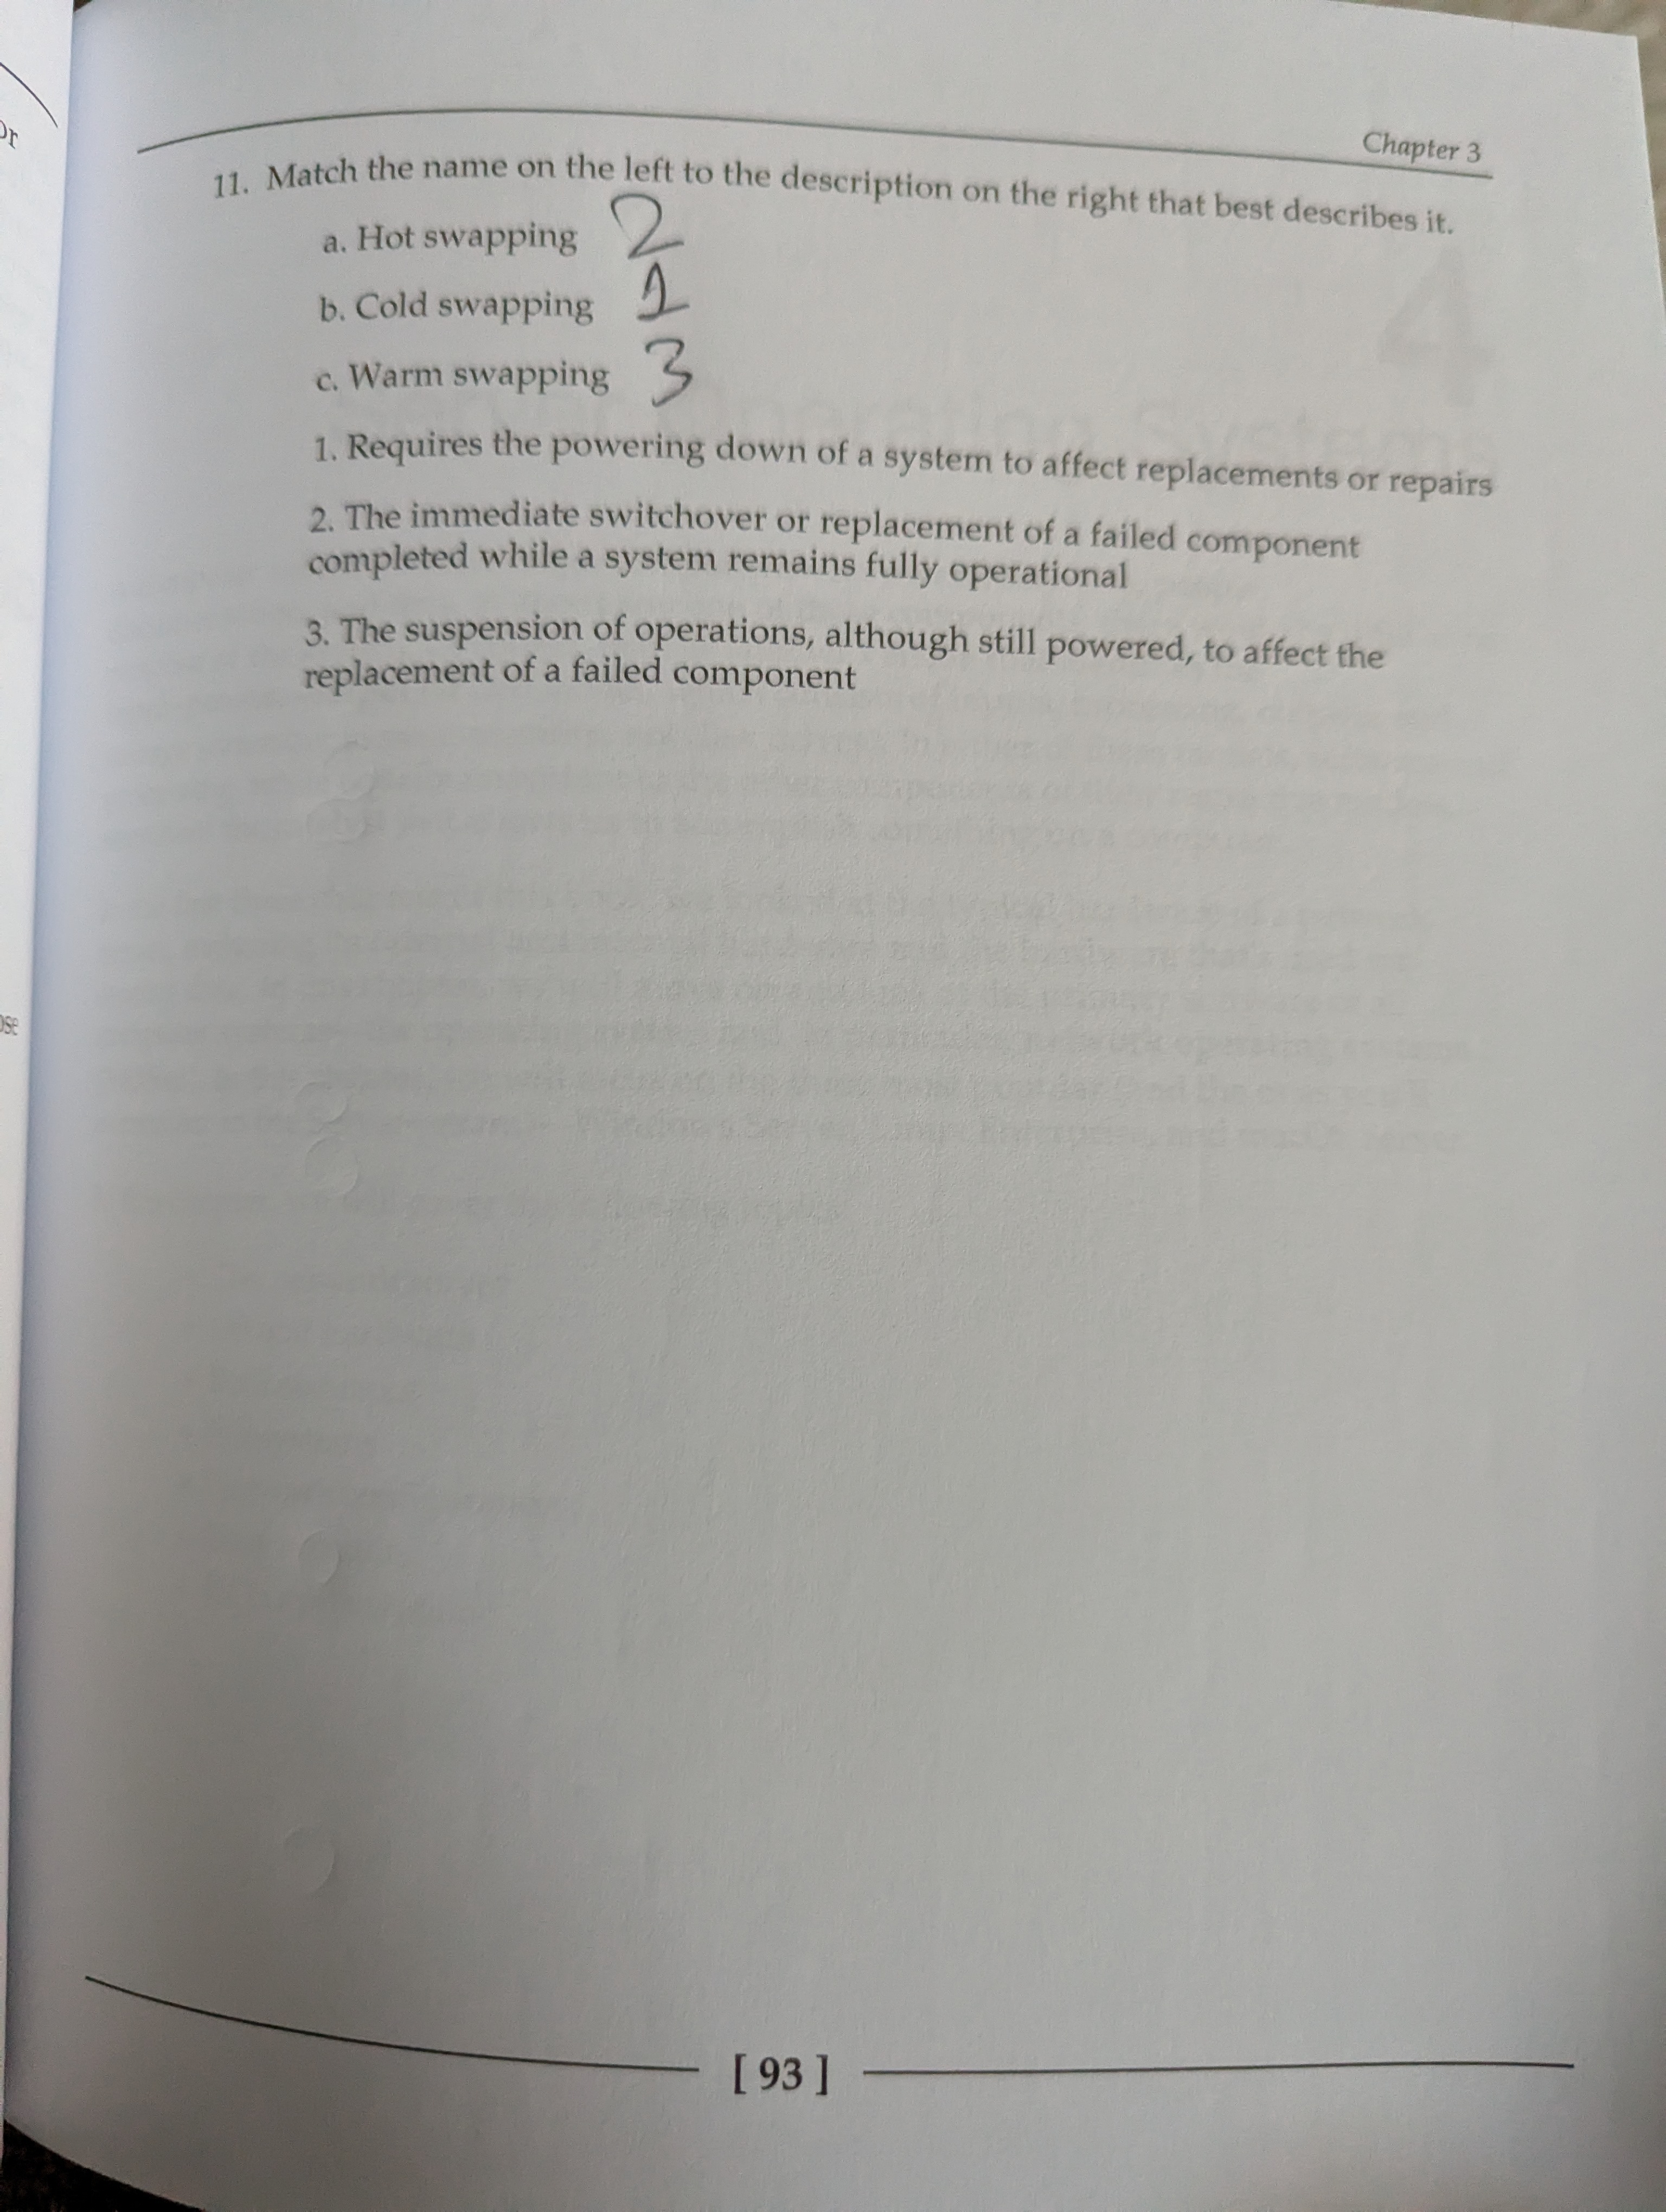 or
Chapter 3
11. Match the name on the left to the description on the right that best describes it.
a. Hot swapping 2
b. Cold swapping 1
c. Warm swapping 3
1. Requires the powering down of a system to affect replacements or repairs
2. The immediate switchover or replacement of a failed component
completed while a system remains fully operational
3. The suspension of operations, although still powered, to affect the
replacement of a failed component
ose
[ 93 ]